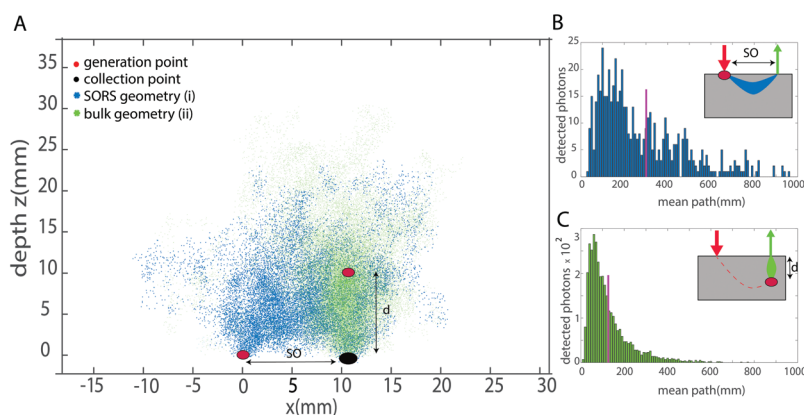 A
depth z(mm)
35
30
25
20
15
10
5
0
-15
-10
-5
0
5
10
15
20
25
30
x(mm)
generation point
collection point
SORS geometry (i)
bulk geometry (ii)
d
SO
B
detected photons
25
20
15
10
5
0
200
400
600
800
1000
mean path(mm)
SO
C
detected photons × 10²
3
2
1
0
0
200
400
600
800
1000
mean path(mm)
d